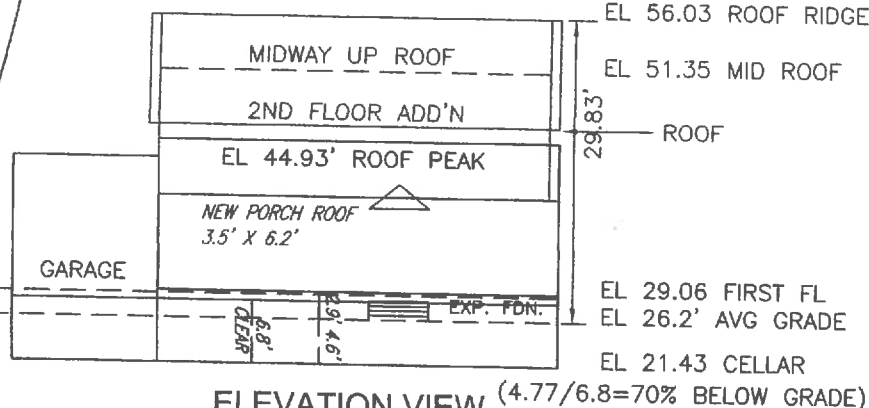 EL 56.03 ROOF RIDGE
MIDWAY UP ROOF
EL 51.35 MID ROOF
2ND FLOOR ADD'N
29.83'
ROOF
EL 44.93' ROOF PEAK
NEW PORCH ROOF
3.5' X 6.2'
GARAGE
EL 29.06 FIRST FL
EXP. FDN.
2.9'
4.6'
6.8'
CLEAR
EL 26.2' AVG GRADE
EL 21.43 CELLAR
ELEVATION VIEW (4.77/6.8=70% BELOW GRADE)